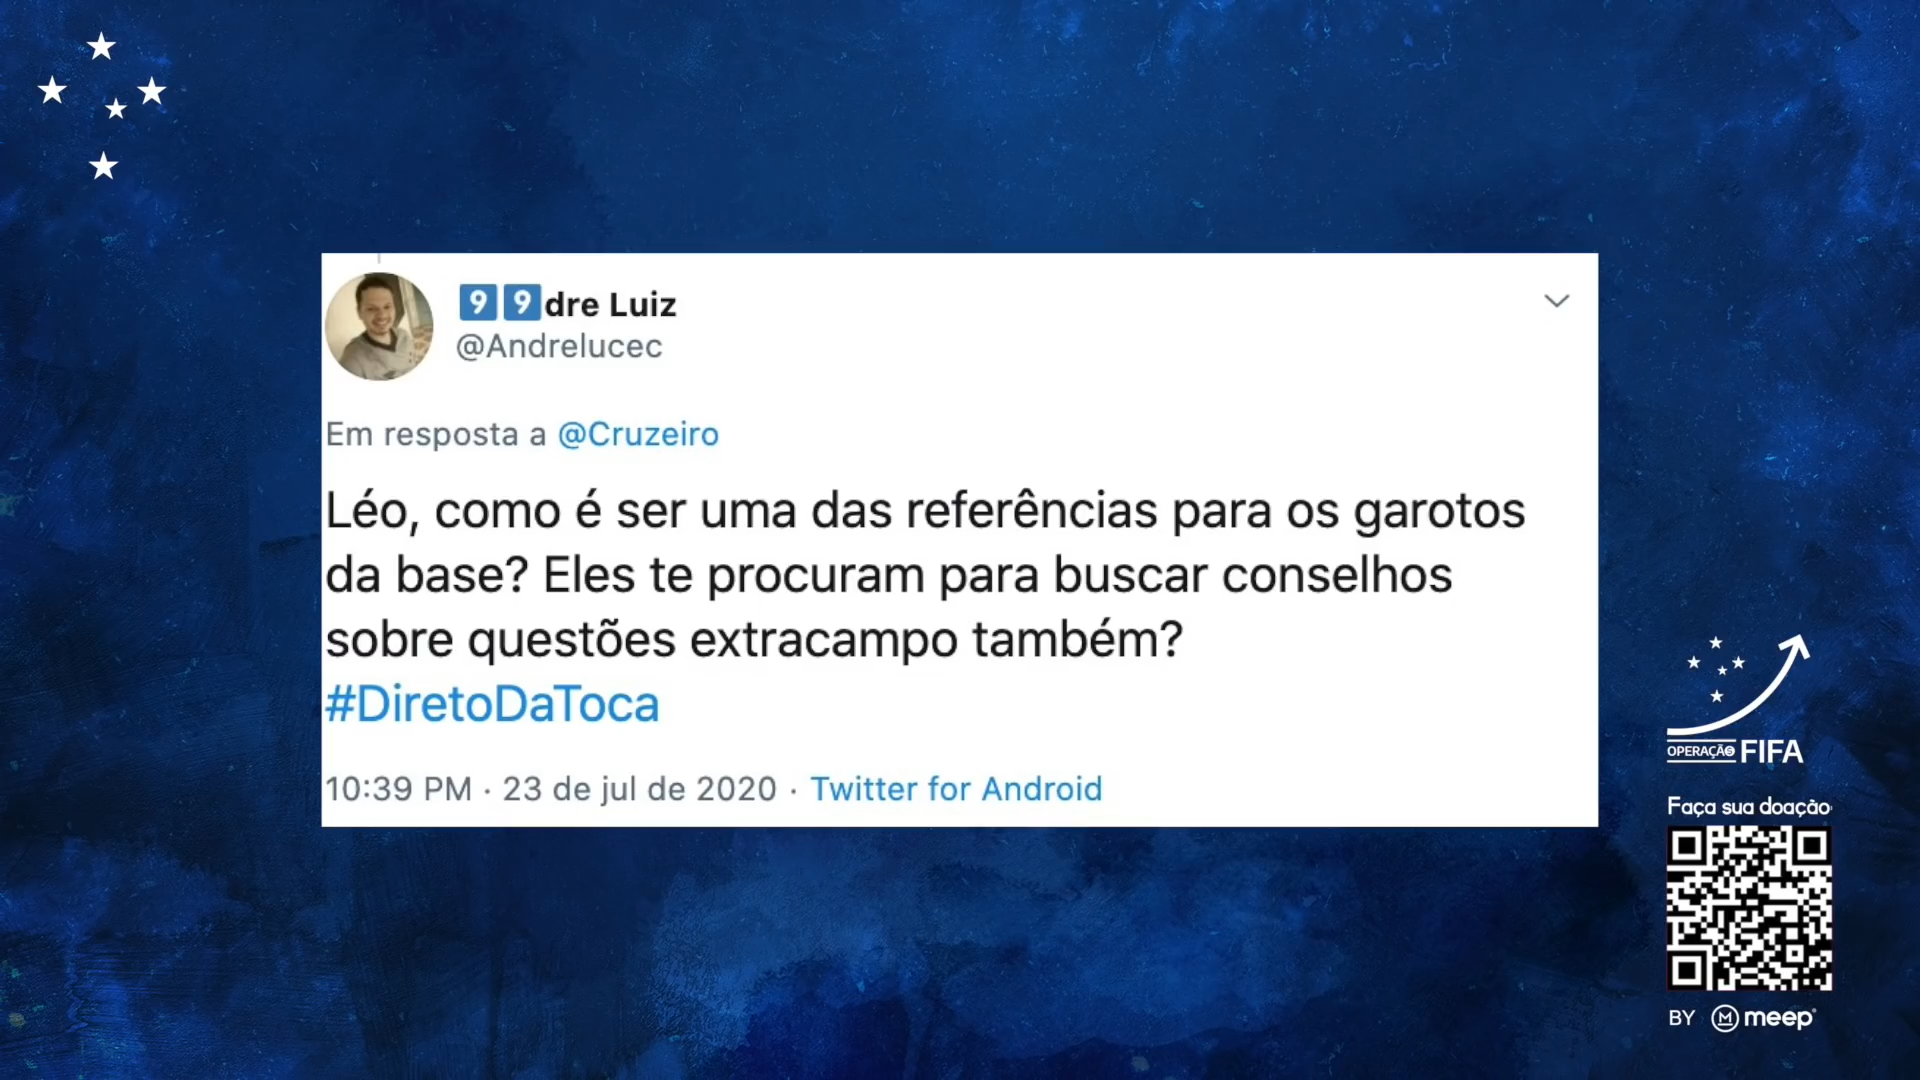 9️⃣9️⃣dre Luiz
@Andrelucec
Em resposta a @Cruzeiro
Léo, como é ser uma das referências para os garotos
da base? Eles te procuram para buscar conselhos
sobre questões extracampo também?
#DiretoDaToca
10:39 PM · 23 de jul de 2020 · Twitter for Android
OPERAÇÃO FIFA
Faça sua doação
BY meep